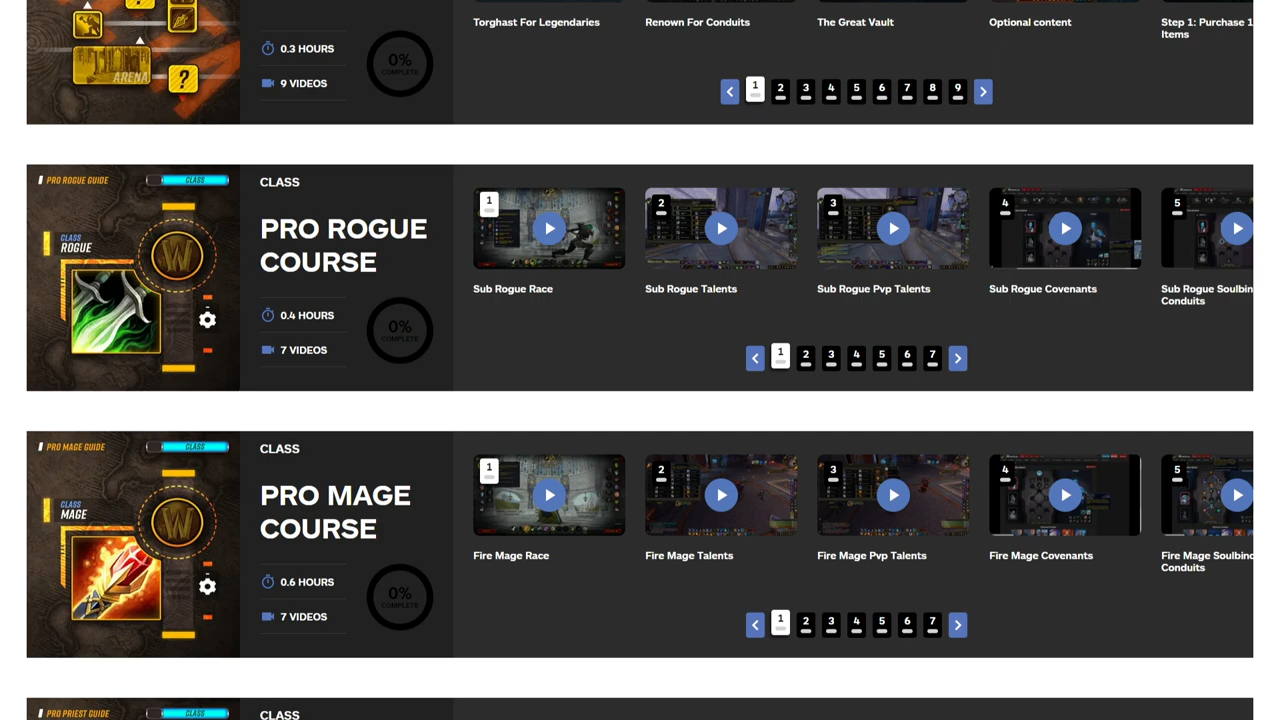 Torghast For Legendaries
Renown For Conduits
The Great Vault
Optional content
Step 1: Purchase 1
Items
0.3 HOURS
0%
COMPLETE
9 VIDEOS
ARENA
?
1 2 3 4 5 6 7 8 9
PRO ROGUE GUIDE
CLASS
CLASS
ROGUE
W
CLASS
PRO ROGUE
COURSE
0.4 HOURS
0%
COMPLETE
7 VIDEOS
1
2
3
4
5
Sub Rogue Race
Sub Rogue Talents
Sub Rogue Pvp Talents
Sub Rogue Covenants
Sub Rogue Soulbin
Conduits
1 2 3 4 5 6 7
PRO MAGE GUIDE
CLASS
CLASS
MAGE
W
CLASS
PRO MAGE
COURSE
0.6 HOURS
0%
COMPLETE
7 VIDEOS
1
2
3
4
5
Fire Mage Race
Fire Mage Talents
Fire Mage Pvp Talents
Fire Mage Covenants
Fire Mage Soulbind
Conduits
1 2 3 4 5 6 7
PRO PRIEST GUIDE
CLASS
CLASS